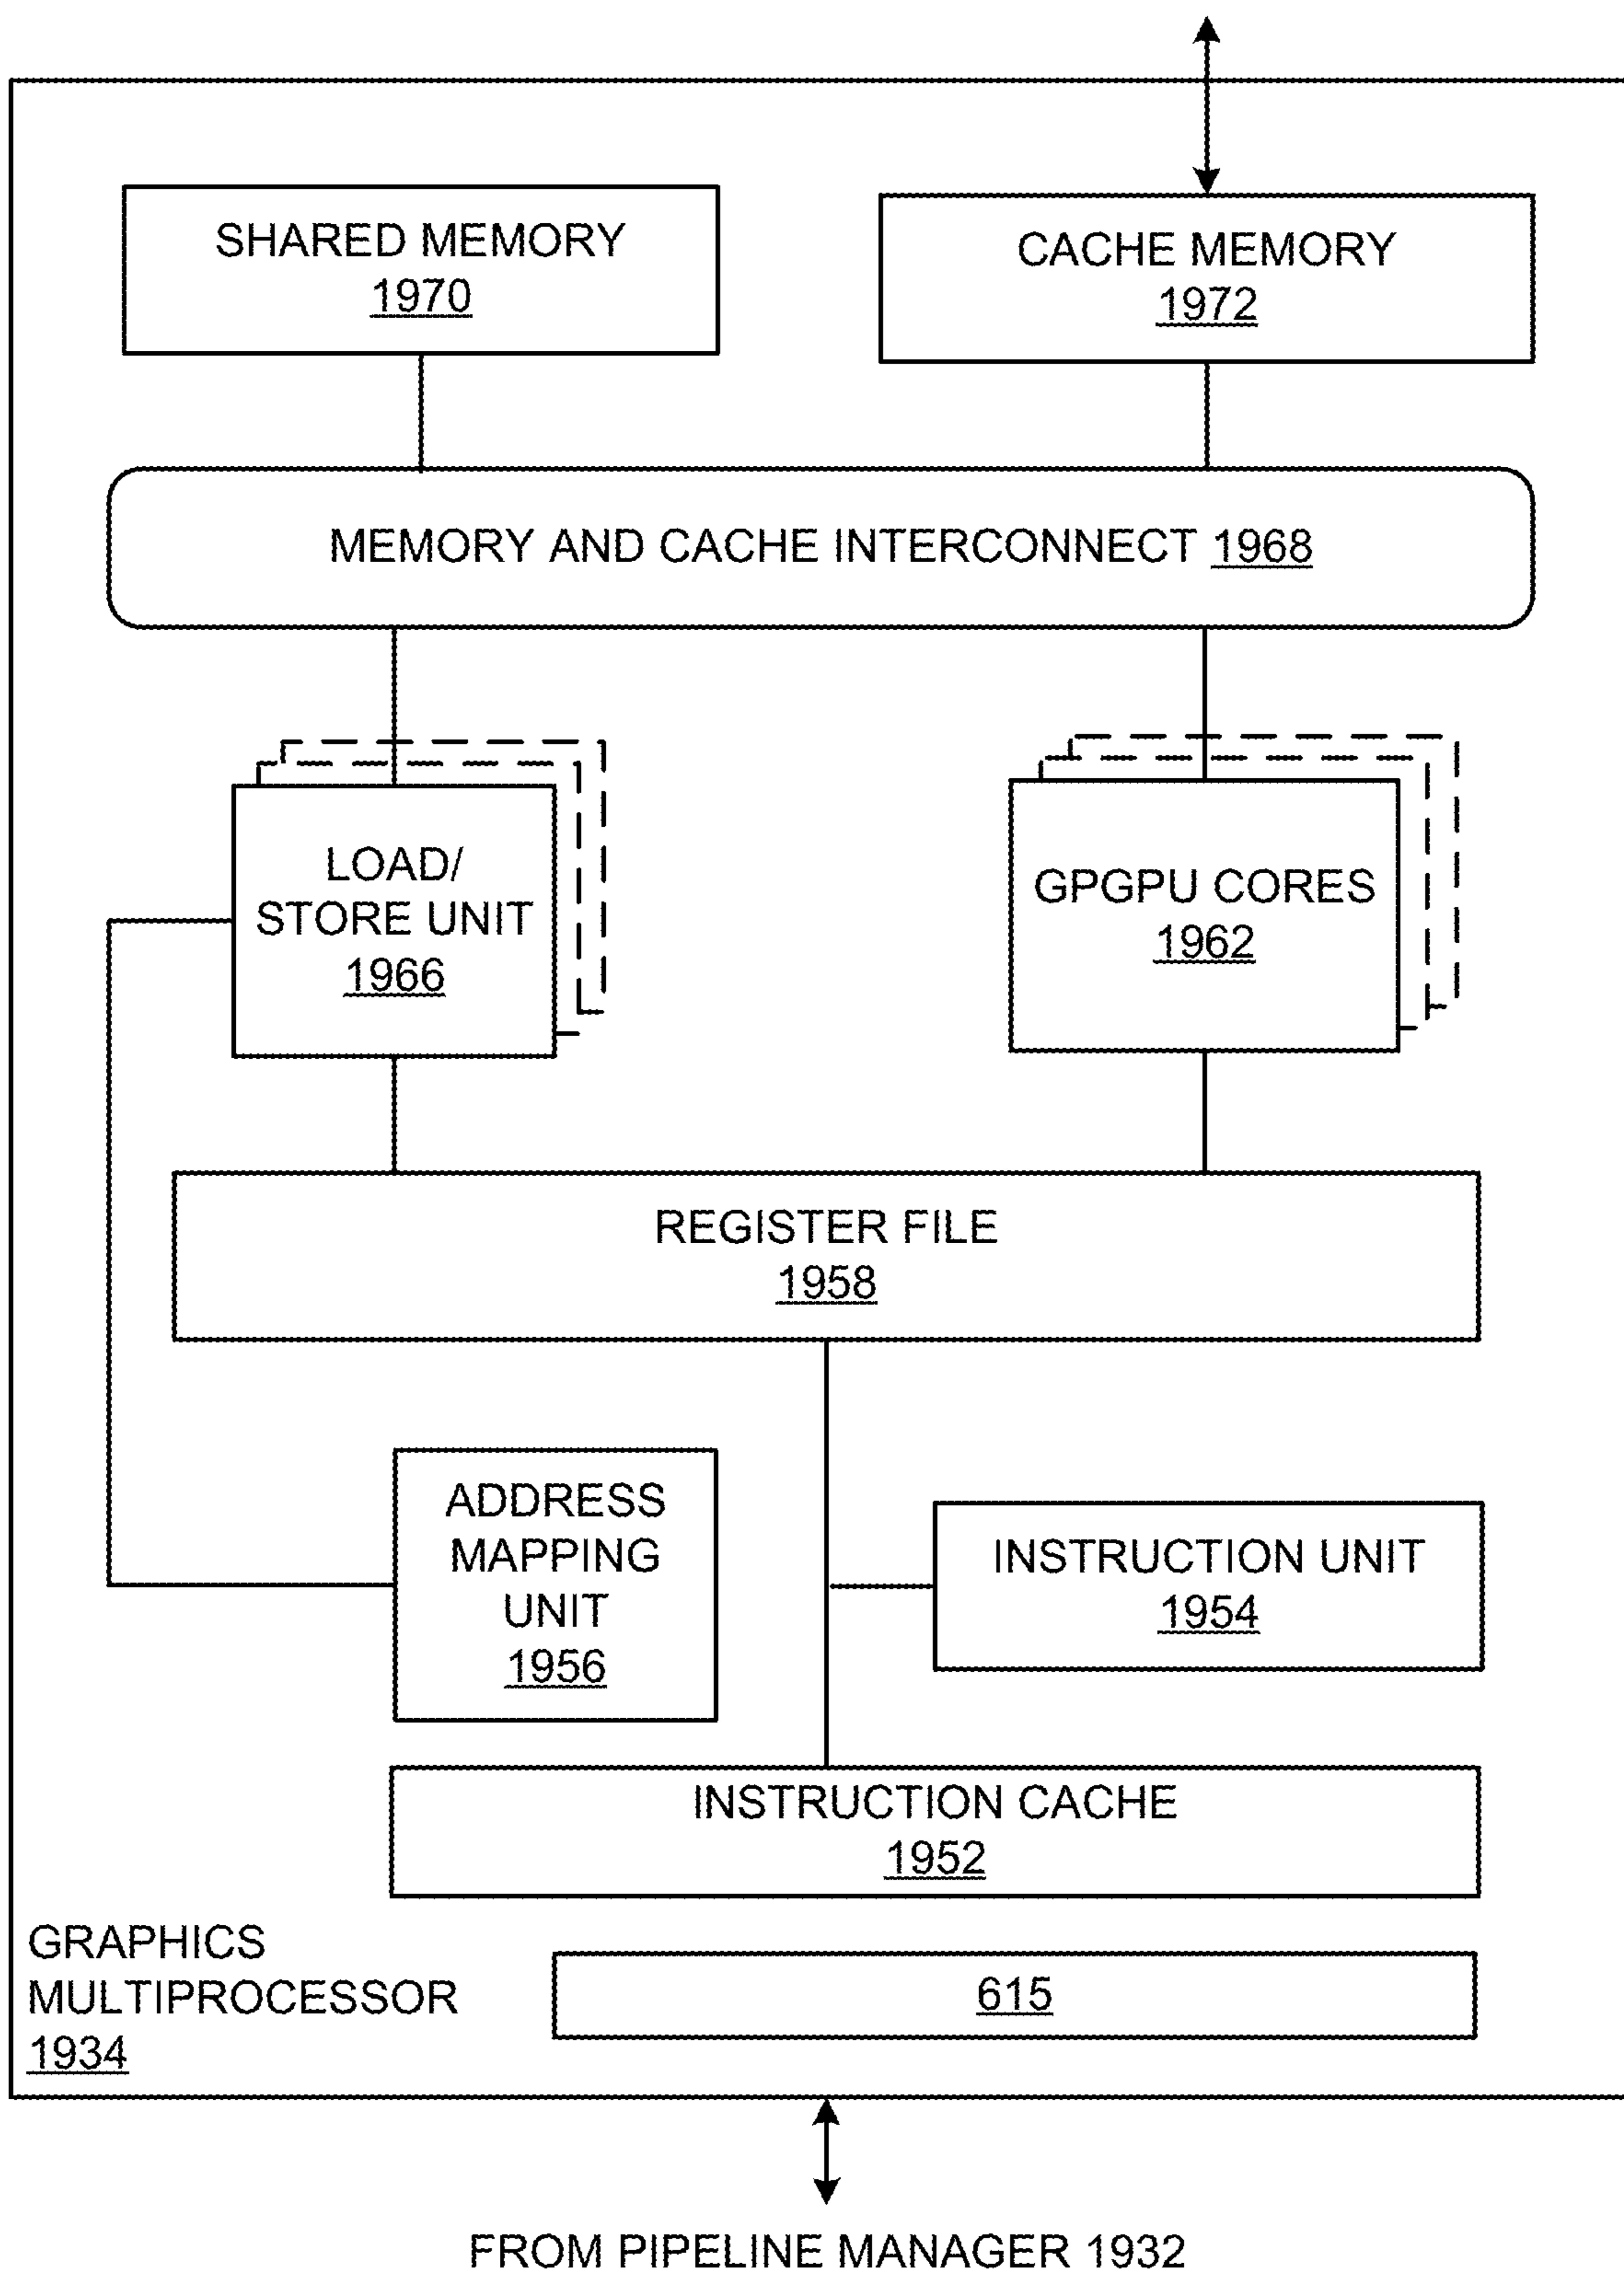 SHARED MEMORY
1970
CACHE MEMORY
1972
MEMORY AND CACHE INTERCONNECT 1968
LOAD/
STORE UNIT
1966
GPGPU CORES
1962
REGISTER FILE
1958
ADDRESS
MAPPING
UNIT
1956
INSTRUCTION UNIT
1954
INSTRUCTION CACHE
1952
GRAPHICS
MULTIPROCESSOR
1934
615
FROM PIPELINE MANAGER 1932